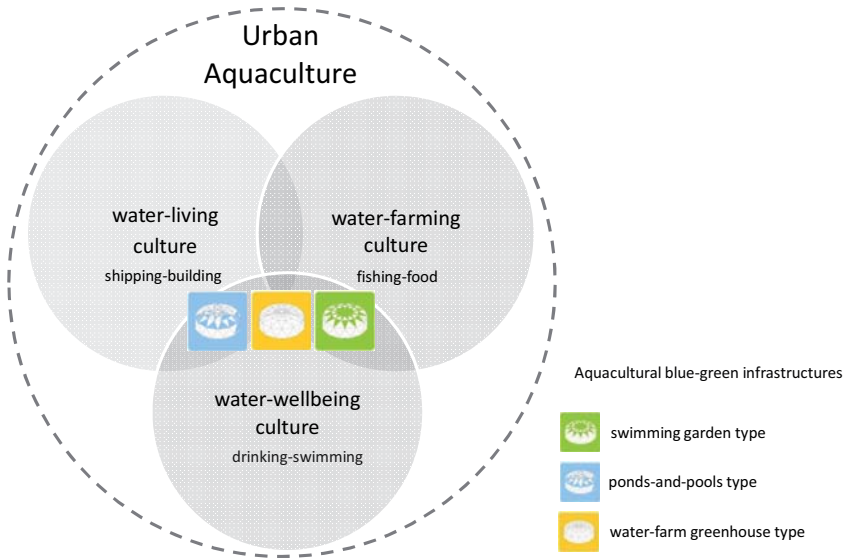 Urban
Aquaculture
water-living
culture
shipping-building
water-farming
culture
fishing-food
water-wellbeing
culture
drinking-swimming
Aquacultural blue-green infrastructures
swimming garden type
ponds-and-pools type
water-farm greenhouse type